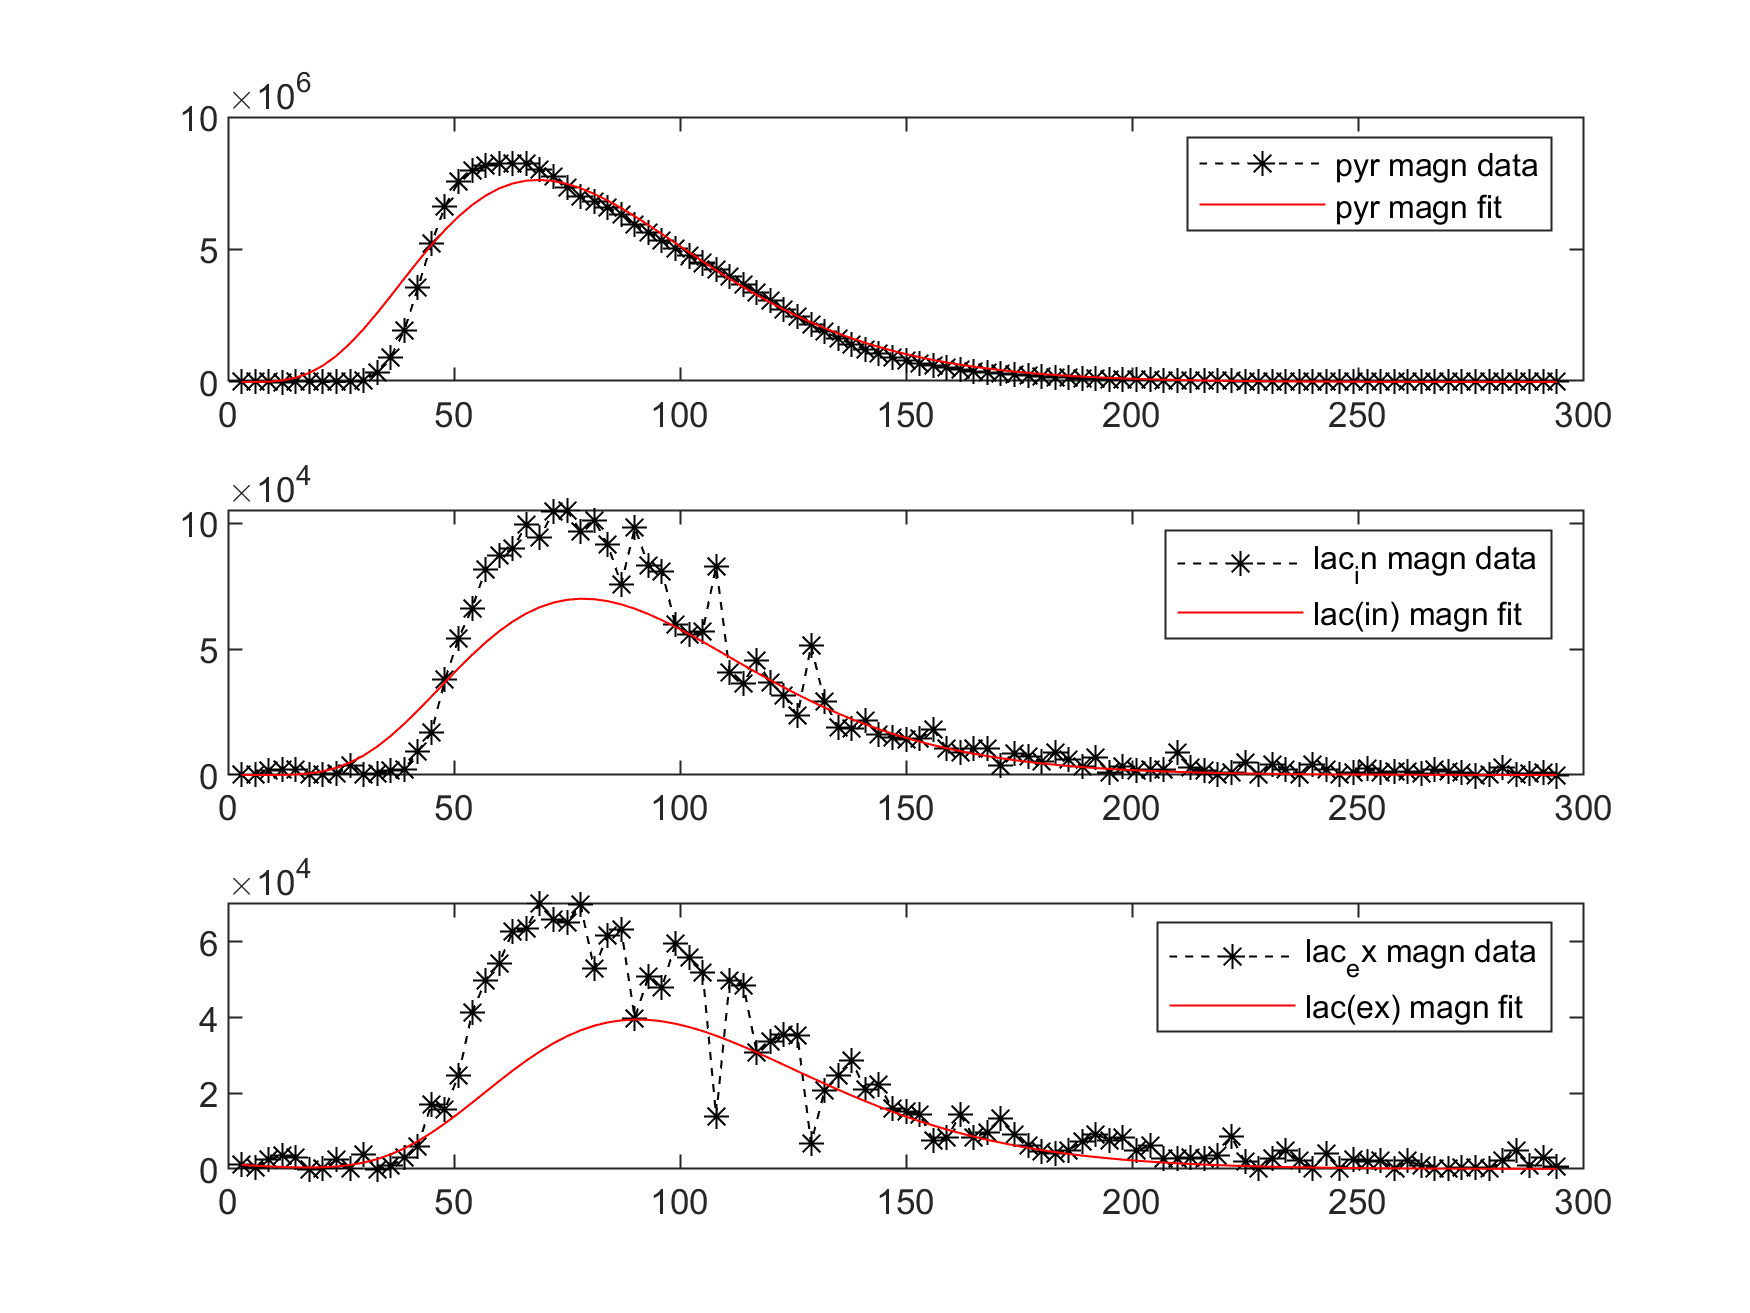 ×10^6
10
5
0
0 50 100 150 200 250 300
pyr magn data
pyr magn fit
×10^4
10
5
0
0 50 100 150 200 250 300
lac_in magn data
lac(in) magn fit
×10^4
6
4
2
0
0 50 100 150 200 250 300
lac_ex magn data
lac(ex) magn fit